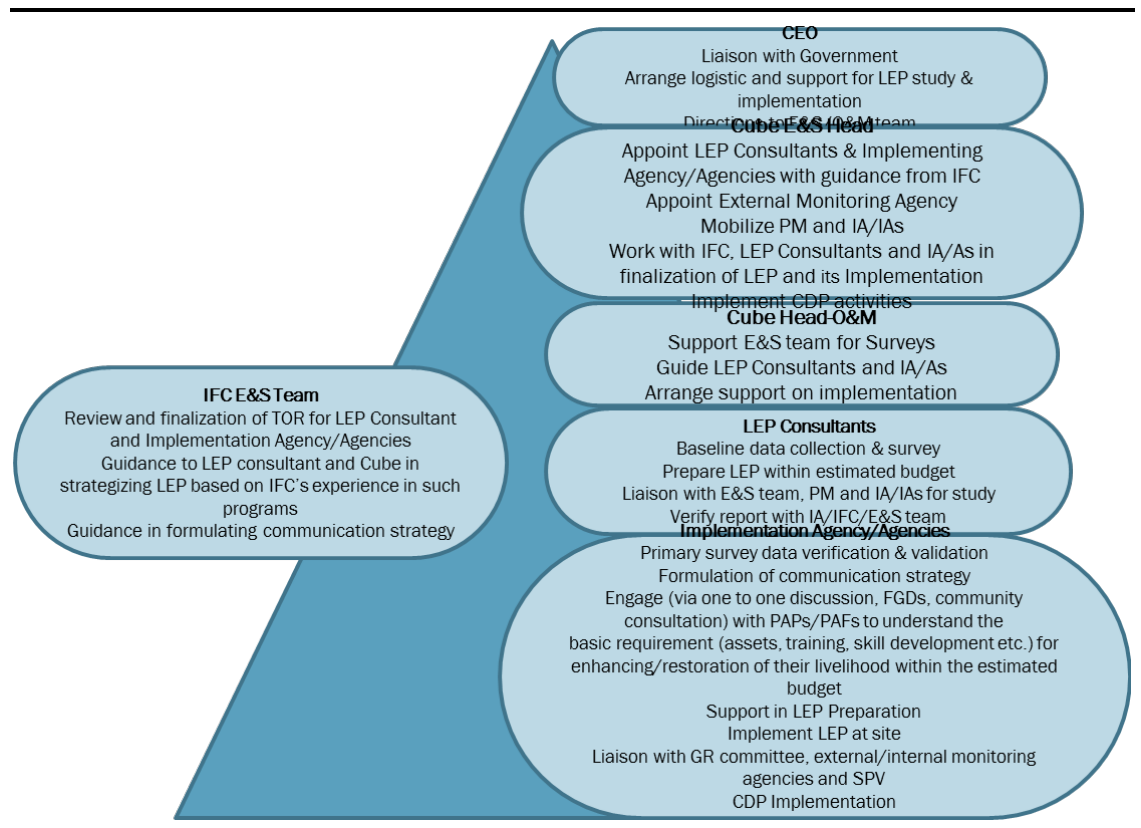 CEO
Liaison with Government
Arrange logistic and support for LEP study &
implementation
Directions to E&S /O&M team
Cube E&S Head
Appoint LEP Consultants & Implementing
Agency/Agencies with guidance from IFC
Appoint External Monitoring Agency
Mobilize PM and IA/IAs
Work with IFC, LEP Consultants and IA/As in
finalization of LEP and its Implementation
Implement CDP activities
Cube Head-O&M
Support E&S team for Surveys
Guide LEP Consultants and IA/As
Arrange support on implementation
IFC E&S Team
Review and finalization of TOR for LEP Consultant
and Implementation Agency/Agencies
Guidance to LEP consultant and Cube in
strategizing LEP based on IFC's experience in such
programs
Guidance in formulating communication strategy
LEP Consultants
Baseline data collection & survey
Prepare LEP within estimated budget
Liaison with E&S team, PM and IA/IAs for study
Verify report with IA/IFC/E&S team
Implementation Agency/Agencies
Primary survey data verification & validation
Formulation of communication strategy
Engage (via one to one discussion, FGDs, community
consultation) with PAPs/PAFs to understand the
basic requirement (assets, training, skill development etc.) for
enhancing/restoration of their livelihood within the estimated
budget
Support in LEP Preparation
Implement LEP at site
Liaison with GR committee, external/internal monitoring
agencies and SPV
CDP Implementation